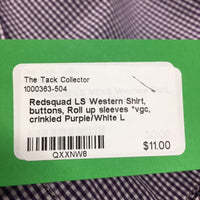 The Tack Collector
1000363-504
Redsquad LS Western Shirt,
buttons, Roll up sleeves *vgc,
crinkled Purple/White L
QXXNW6
$11.00